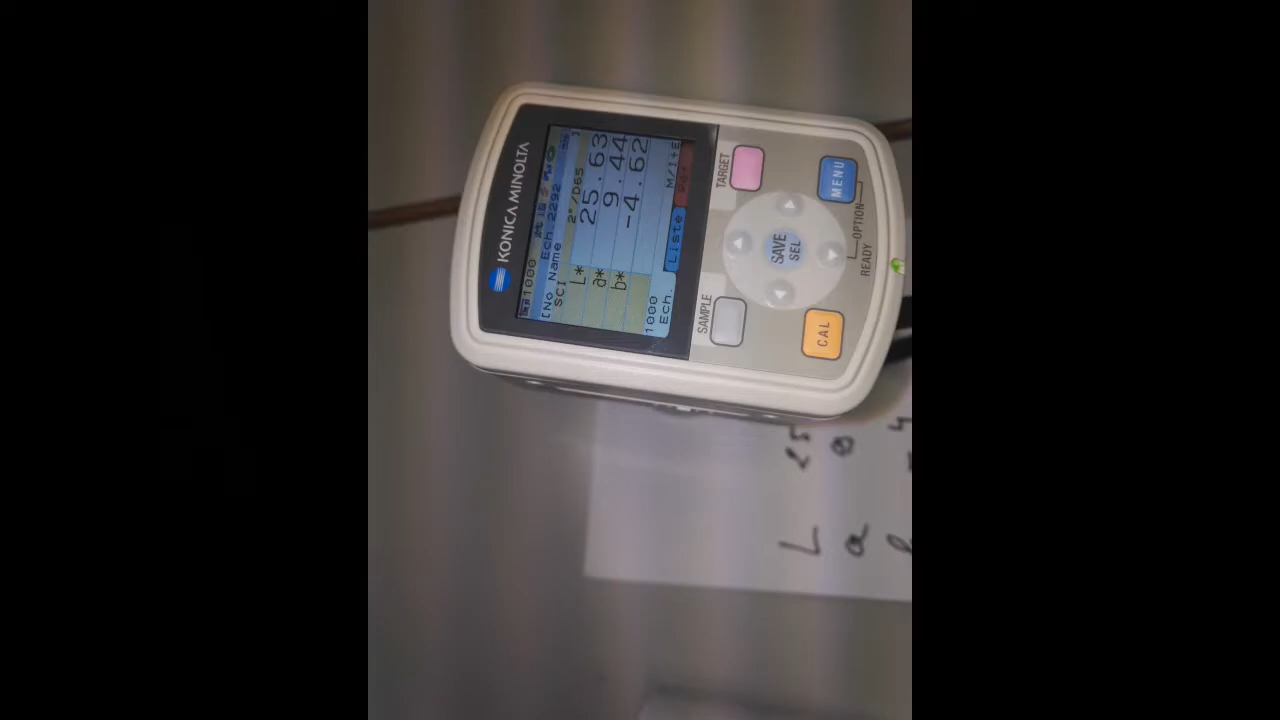 KONICA MINOLTA
1000
[No Name Ech.2292
SCI 2°/D65
L* 25.63
a* 9.44
b* -4.62
1000 M/I+E
Ech. Liste
SAMPLE TARGET
SAVE
SEL
CAL MENU
READY OPTION
L 25
a